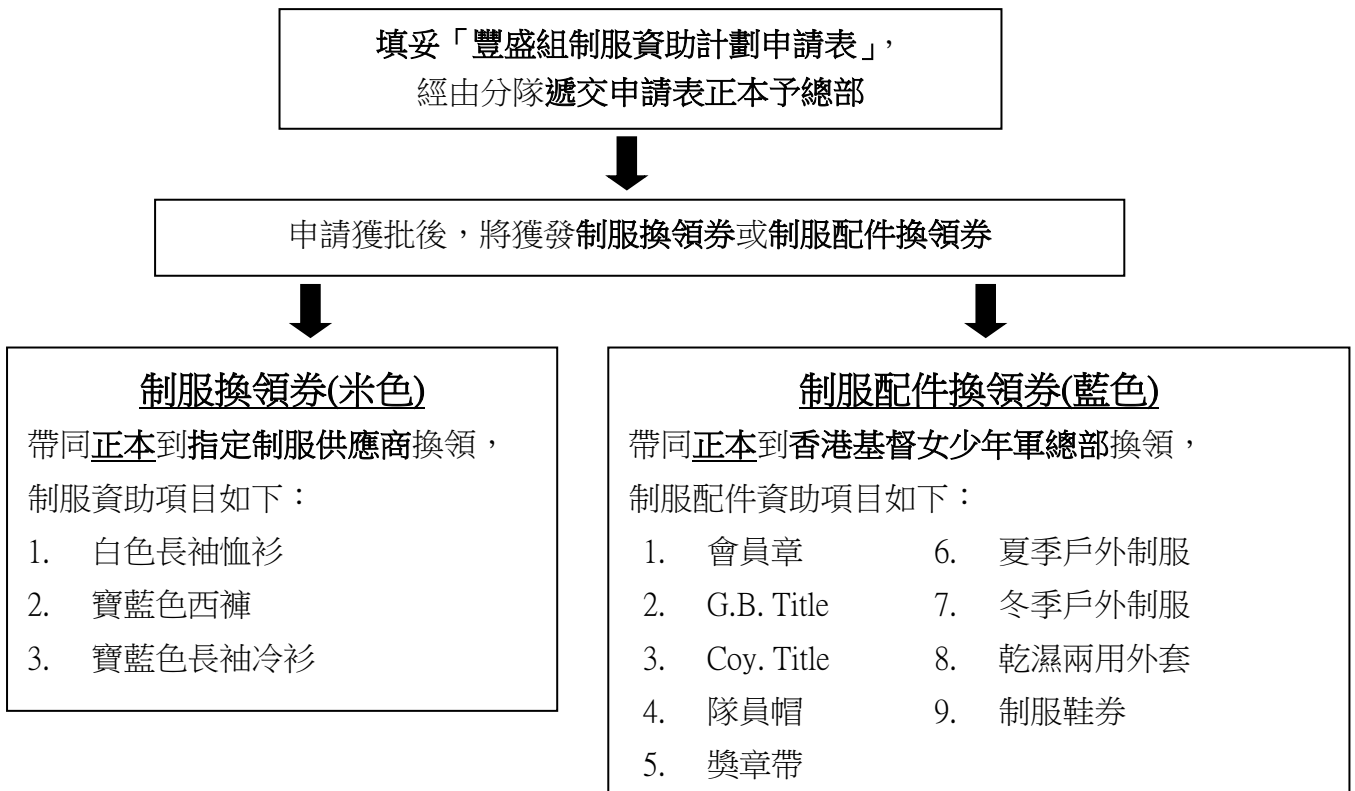 填妥「豐盛組制服資助計劃申請表」，
經由分隊遞交申請表正本予總部
申請獲批後，將獲發制服換領券或制服配件換領券
制服換領券(米色)
帶同正本到指定制服供應商換領，
制服資助項目如下：
1. 白色長袖恤衫
2. 寶藍色西褲
3. 寶藍色長袖冷衫
制服配件換領券(藍色)
帶同正本到香港基督女少年軍總部換領，
制服配件資助項目如下：
1. 會員章
2. G.B. Title
3. Coy. Title
4. 隊員帽
5. 獎章帶
6. 夏季戶外制服
7. 冬季戶外制服
8. 乾濕兩用外套
9. 制服鞋券